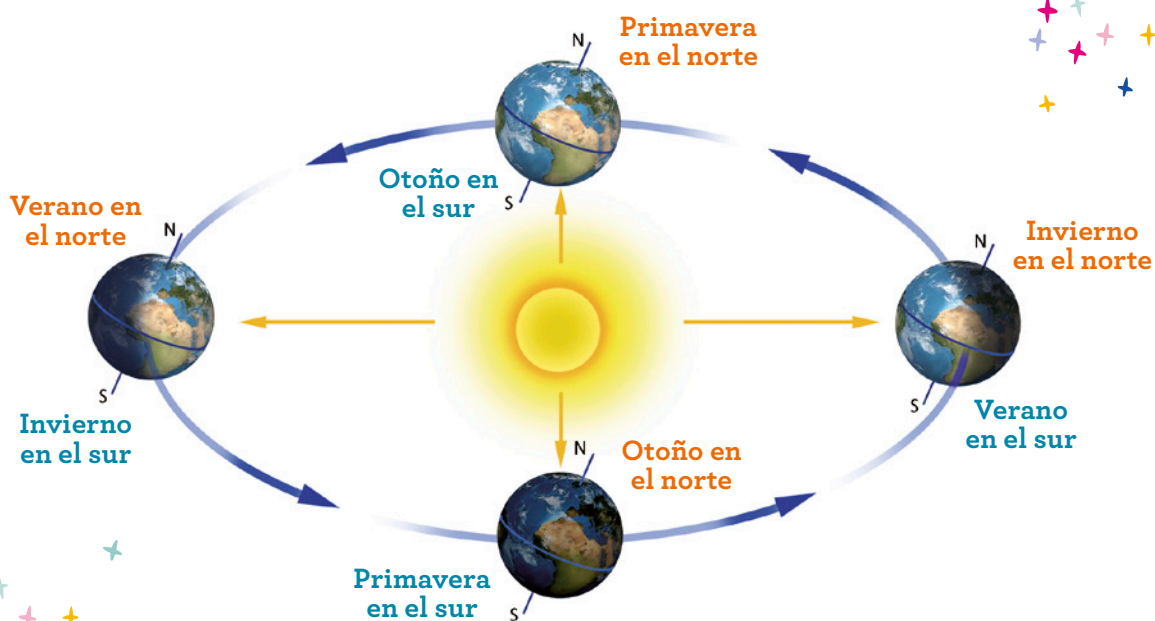 N
Primavera
en el norte
Otoño en
el sur
S
Verano en
el norte
N
S
Invierno
en el sur
N
Invierno
en el norte
S
Verano
en el sur
N
Otoño en
el norte
Primavera
en el sur
S